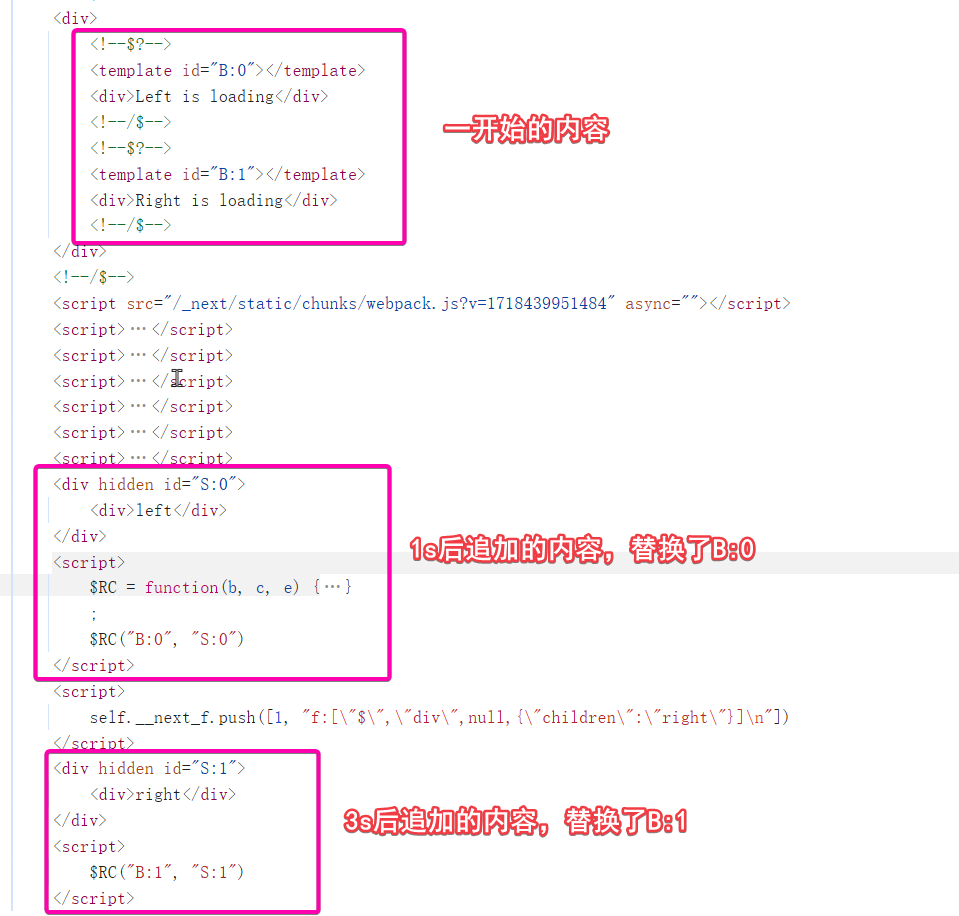 <div>
<!--$?-->
<template id="B:0"></template>
<div>Left is loading</div>
<!--/$-->
一开始的内容
<!--$?-->
<template id="B:1"></template>
<div>Right is loading</div>
<!--/$-->
</div>
<!--/$-->
<script src="/_next/static/chunks/webpack.js?v=1718439951484" async=""></script>
<script>…</script>
<script>…</script>
<script>…</script>
<script>…</script>
<script>…</script>
<script>…</script>
<div hidden id="S:0">
<div>left</div>
</div>
1s后追加的内容，替换了B:0
<script>
$RC = function(b, c, e) {…}
;
$RC("B:0", "S:0")
</script>
<script>
self.__next_f.push([1, "f:[\"$\",\"div\",null,{\"children\":\"right\"}]\n"])
</script>
<div hidden id="S:1">
<div>right</div>
</div>
3s后追加的内容，替换了B:1
<script>
$RC("B:1", "S:1")
</script>